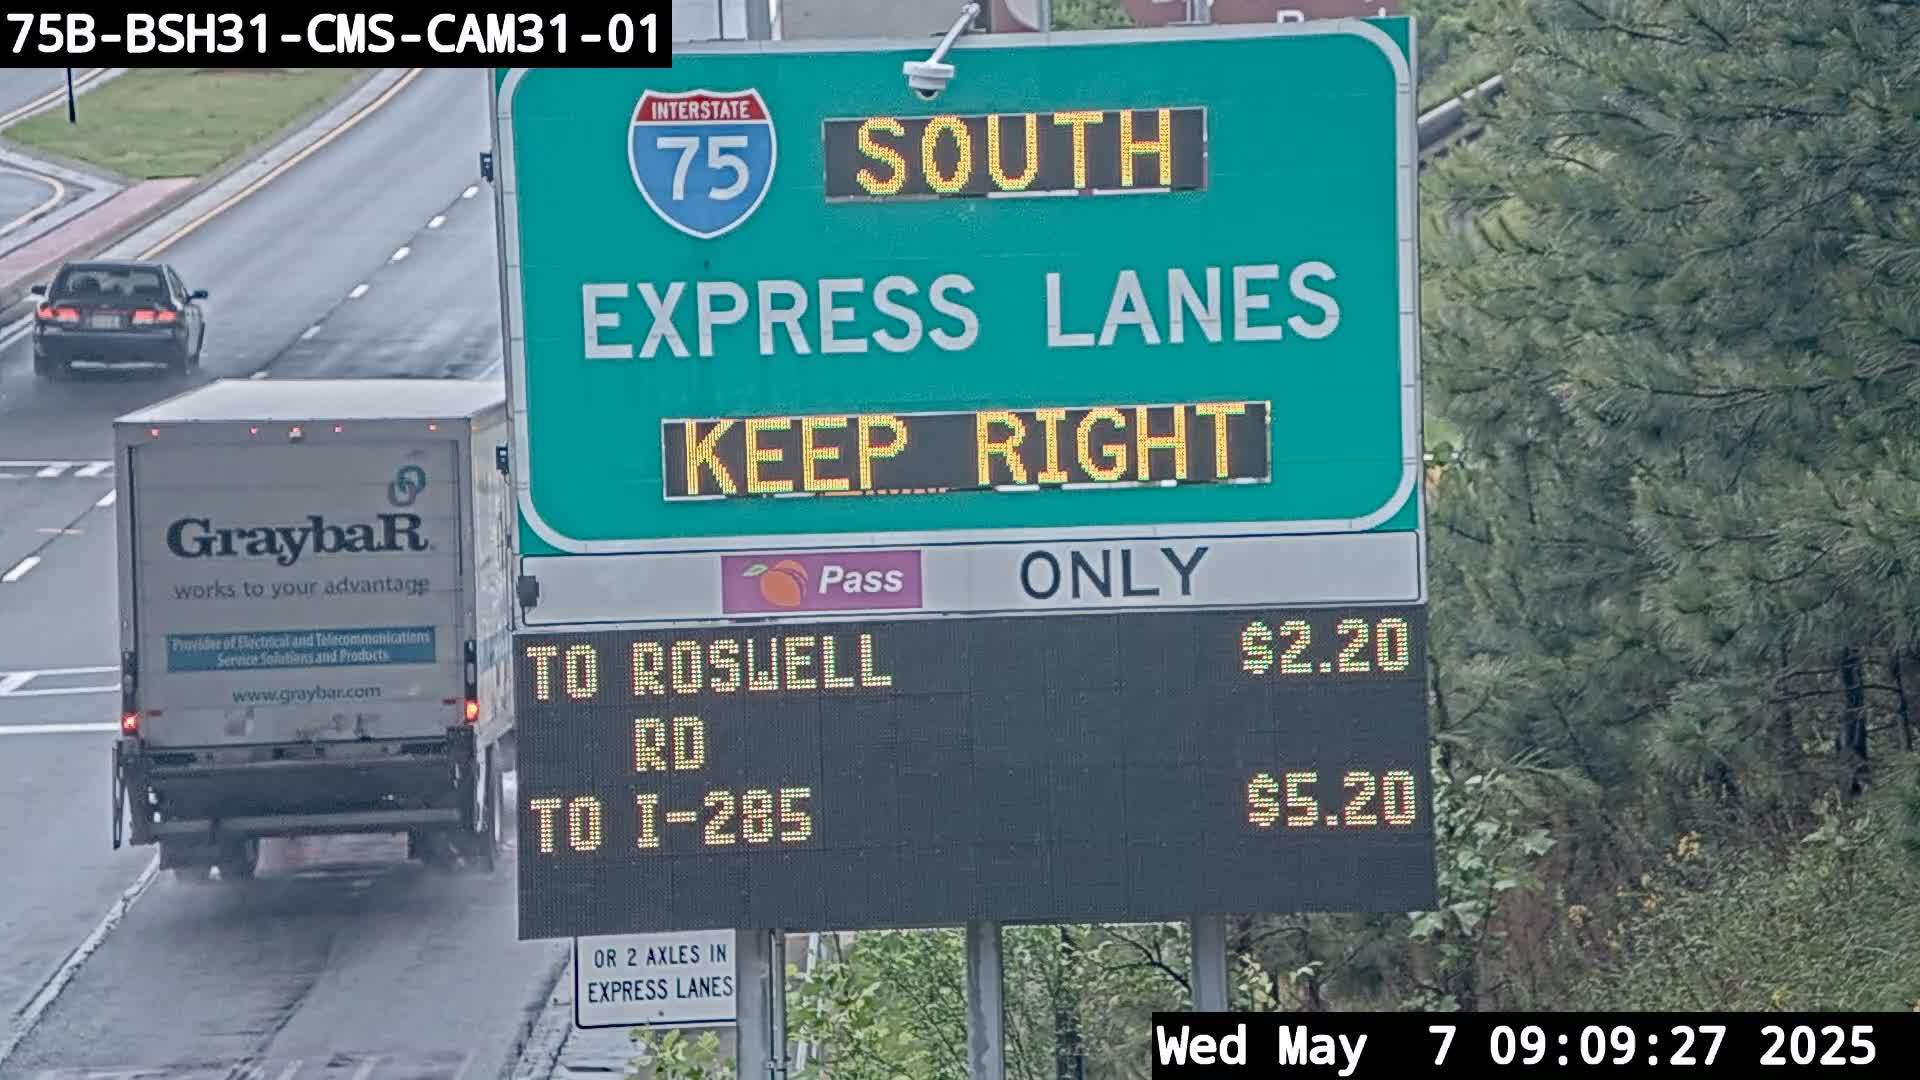 75B-BSH31-CMS-CAM31-01
INTERSTATE
75
SOUTH
EXPRESS LANES
KEEP RIGHT
Pass ONLY
TO ROSWELL $2.20
RD
TO I-285 $5.20
OR 2 AXLES IN
EXPRESS LANES
GraybaR
works to your advantage
Provider of Electrical and Telecommunications
Service Solutions and Products
www.graybar.com
Wed May 7 09:09:27 2025